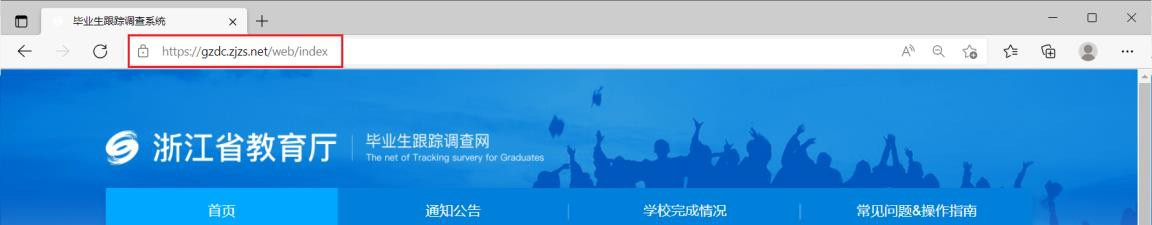 毕业生跟踪调查系统
https://gzdc.zjzs.net/web/index
浙江省教育厅
毕业生跟踪调查网
The net of Tracking survery for Graduates
首页 通知公告 学校完成情况 常见问题&操作指南